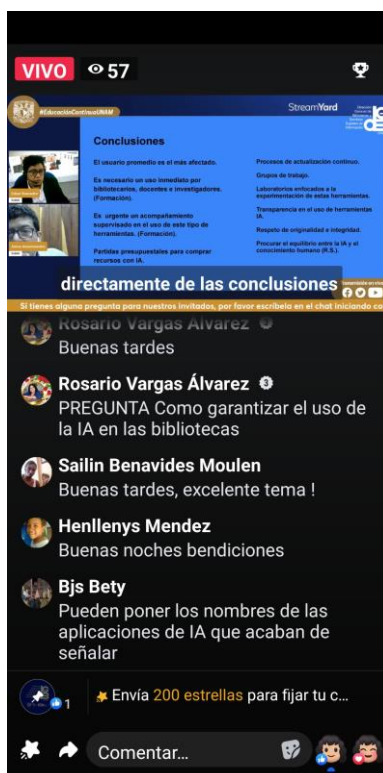 VIVO 57
#EducaciónContinuaUNAM
StreamYard
Conclusiones
El usuario promedio es el más afectado.
Es necesario un uso inmediato por
bibliotecarios, docentes e investigadores.
(Formación).
Es urgente un acompañamiento
supervisado en el uso de este tipo de
herramientas. (Formación).
Partidas presupuestales para comprar
recursos con IA.
Procesos de actualización continuo.
Grupos de trabajo.
Laboratorios enfocados a la
experimentación de estas herramientas.
Transparencia en el uso de herramientas
IA.
Respeto de originalidad e integridad.
Procurar el equilibrio entre la IA y el
conocimiento humano (R.S.).
directamente de las conclusiones
Si tienes alguna pregunta para nuestros invitados, por favor escríbela en el chat iniciando co
Rosario Vargas Álvarez
Buenas tardes
Rosario Vargas Álvarez
PREGUNTA Como garantizar el uso de
la IA en las bibliotecas
Sailin Benavides Moulen
Buenas tardes, excelente tema !
Henllenys Mendez
Buenas noches bendiciones
Bjs Bety
Pueden poner los nombres de las
aplicaciones de IA que acaban de
señalar
1
Envía 200 estrellas para fijar tu c...
Comentar...